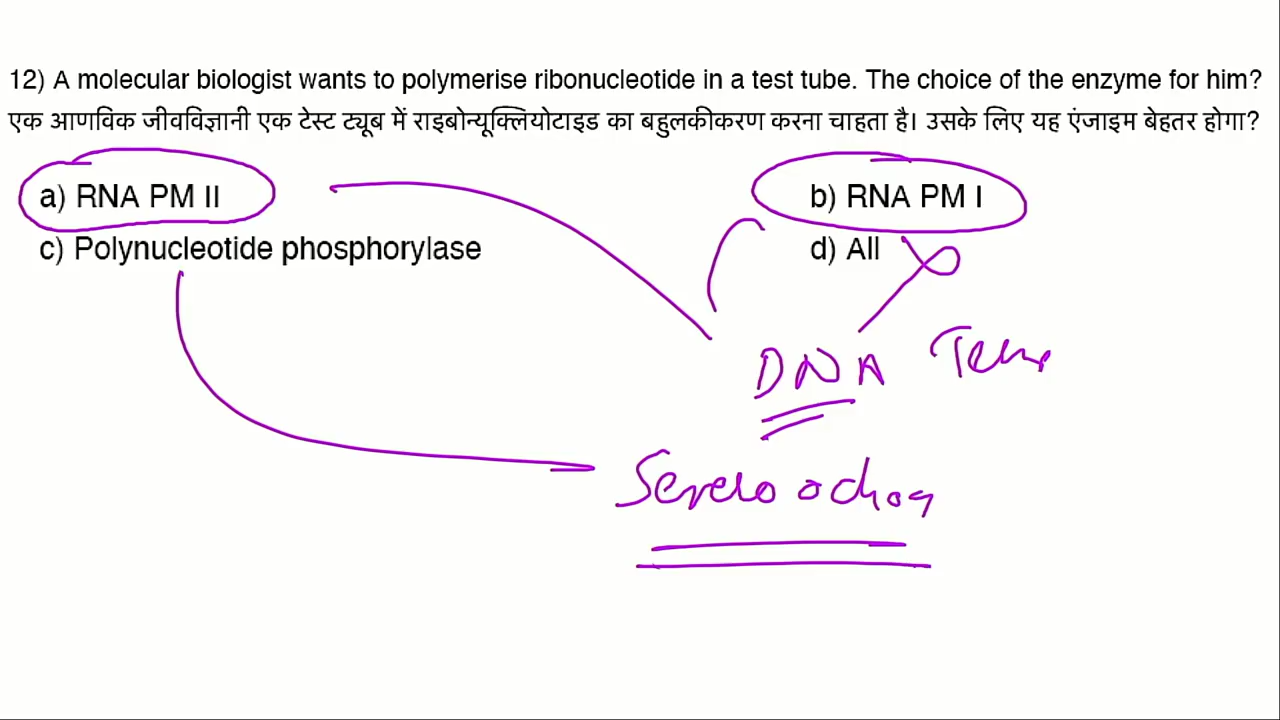 12) A molecular biologist wants to polymerise ribonucleotide in a test tube. The choice of the enzyme for him?
एक आणविक जीवविज्ञानी एक टेस्ट ट्यूब में राइबोन्यूक्लियोटाइड का बहुलकीकरण करना चाहता है। उसके लिए यह एंजाइम बेहतर होगा?
a) RNA PM II b) RNA PM I
c) Polynucleotide phosphorylase d) All
DNA
ochoa